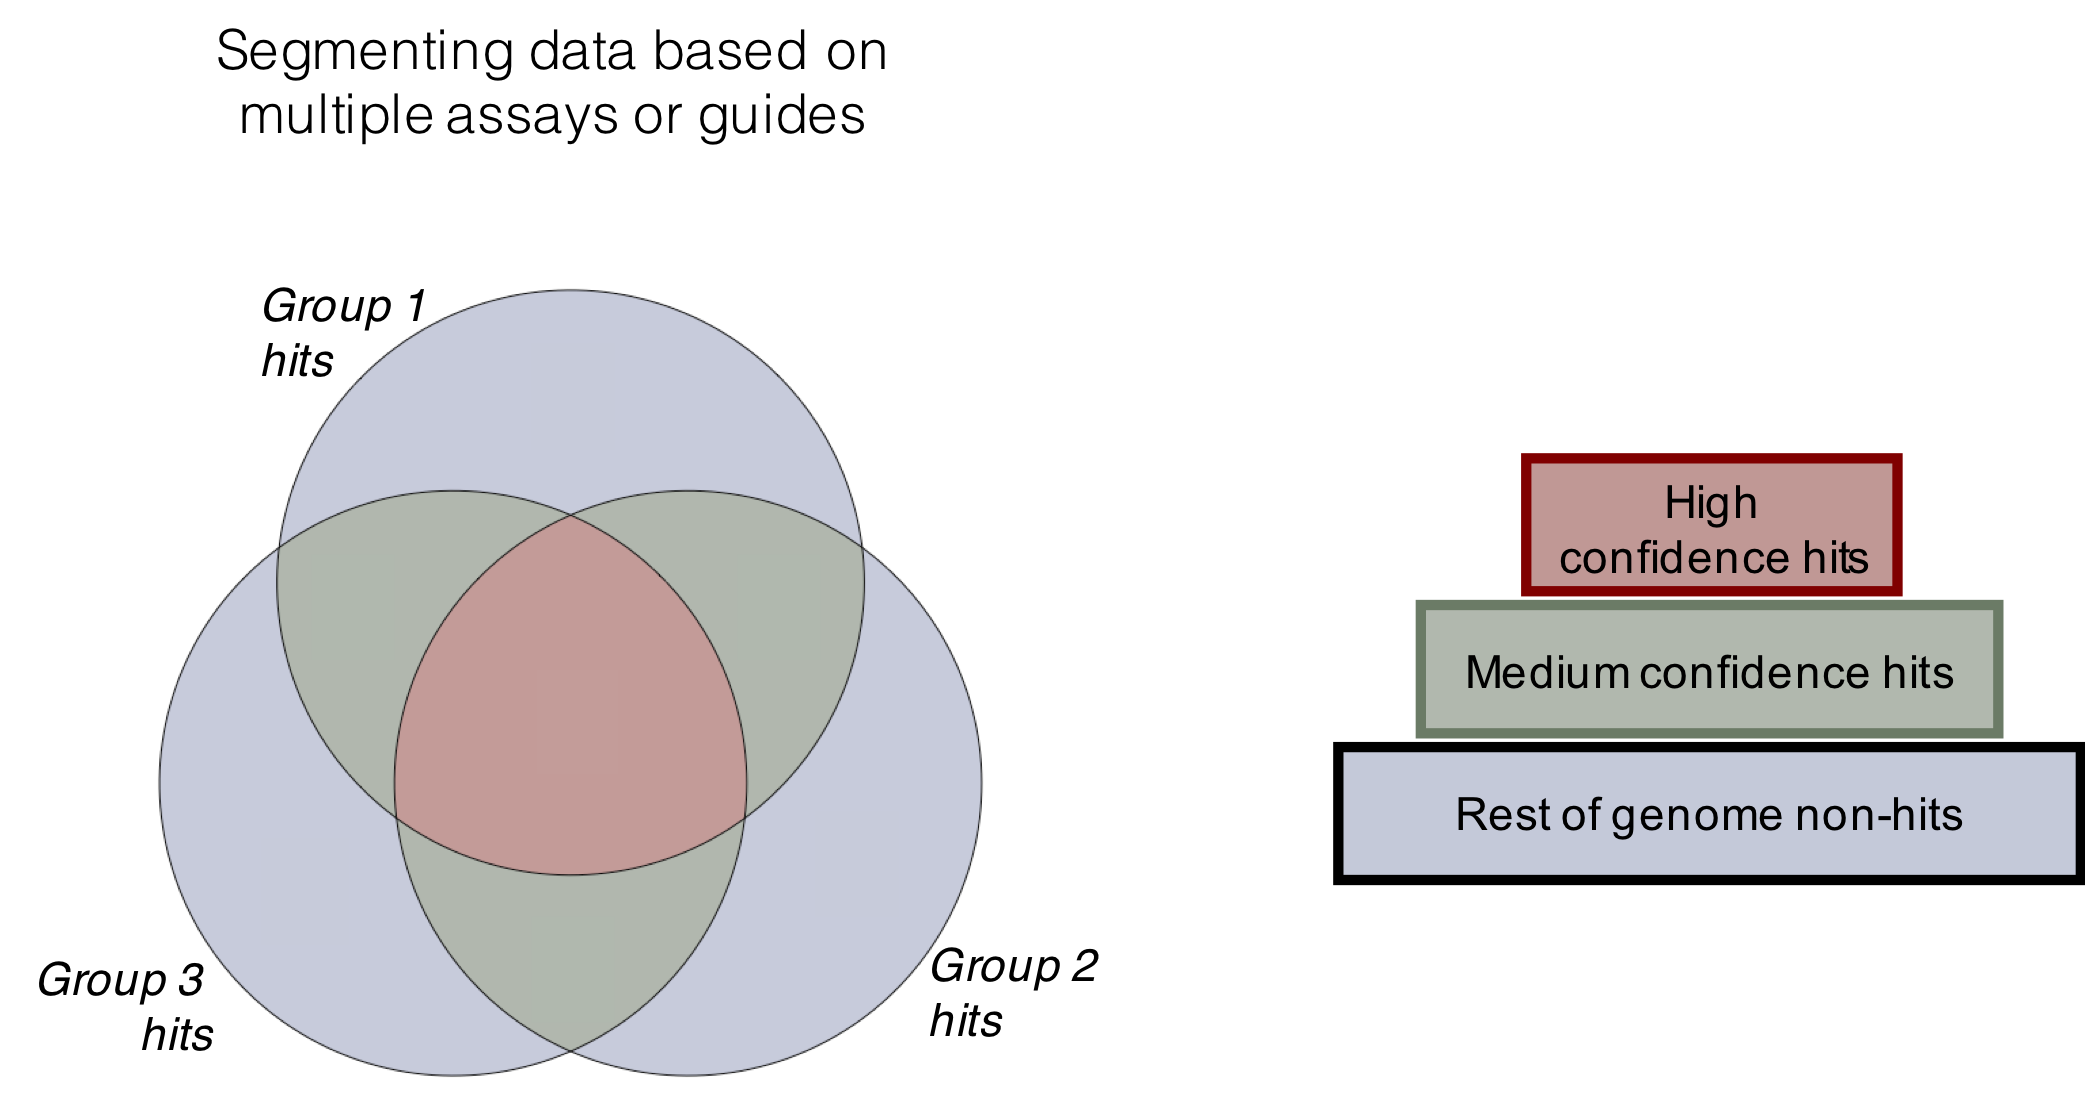 Segmenting data based on
multiple assays or guides
Group 1
hits
High
confidence hits
Medium confidence hits
Rest of genome non-hits
Group 3
hits
Group 2
hits